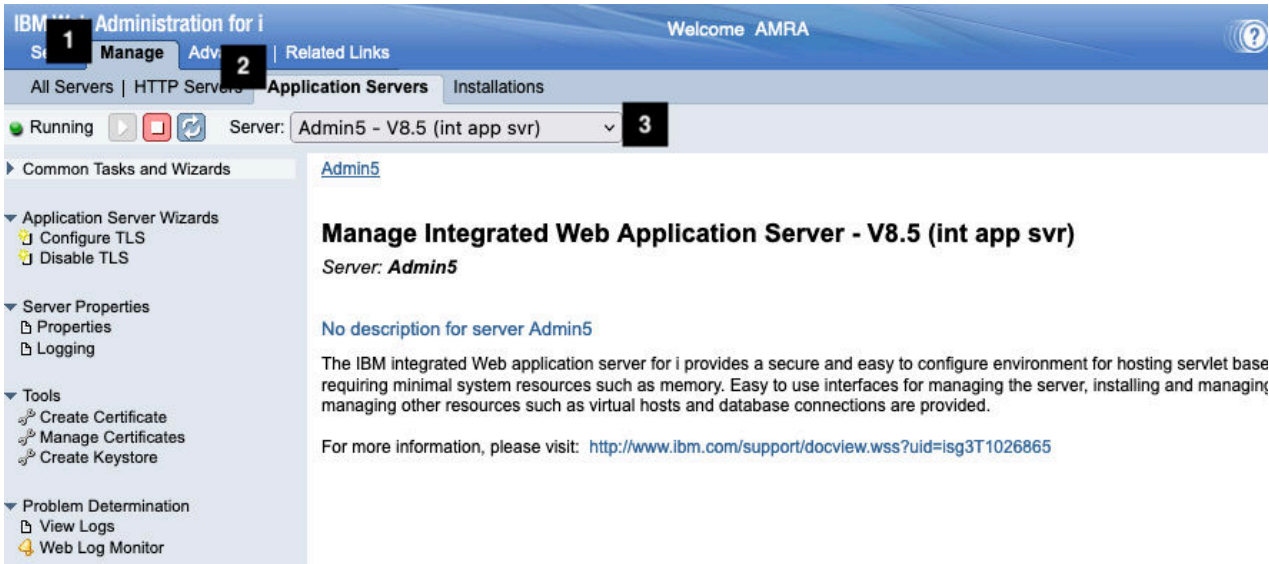 IBM Administration for i
Welcome AMRA
1
Manage
2
| Related Links
All Servers | HTTP Servers
Application Servers
Installations
Running
Server: Admin5 - V8.5 (int app svr)
3
Common Tasks and Wizards
Application Server Wizards
Configure TLS
Disable TLS
Server Properties
Properties
Logging
Tools
Create Certificate
Manage Certificates
Create Keystore
Problem Determination
View Logs
Web Log Monitor
Admin5
Manage Integrated Web Application Server - V8.5 (int app svr)
Server: Admin5
No description for server Admin5
The IBM integrated Web application server for i provides a secure and easy to configure environment for hosting servlet base
requiring minimal system resources such as memory. Easy to use interfaces for managing the server, installing and managing
managing other resources such as virtual hosts and database connections are provided.
For more information, please visit: http://www.ibm.com/support/docview.wss?uid=isg3T1026865